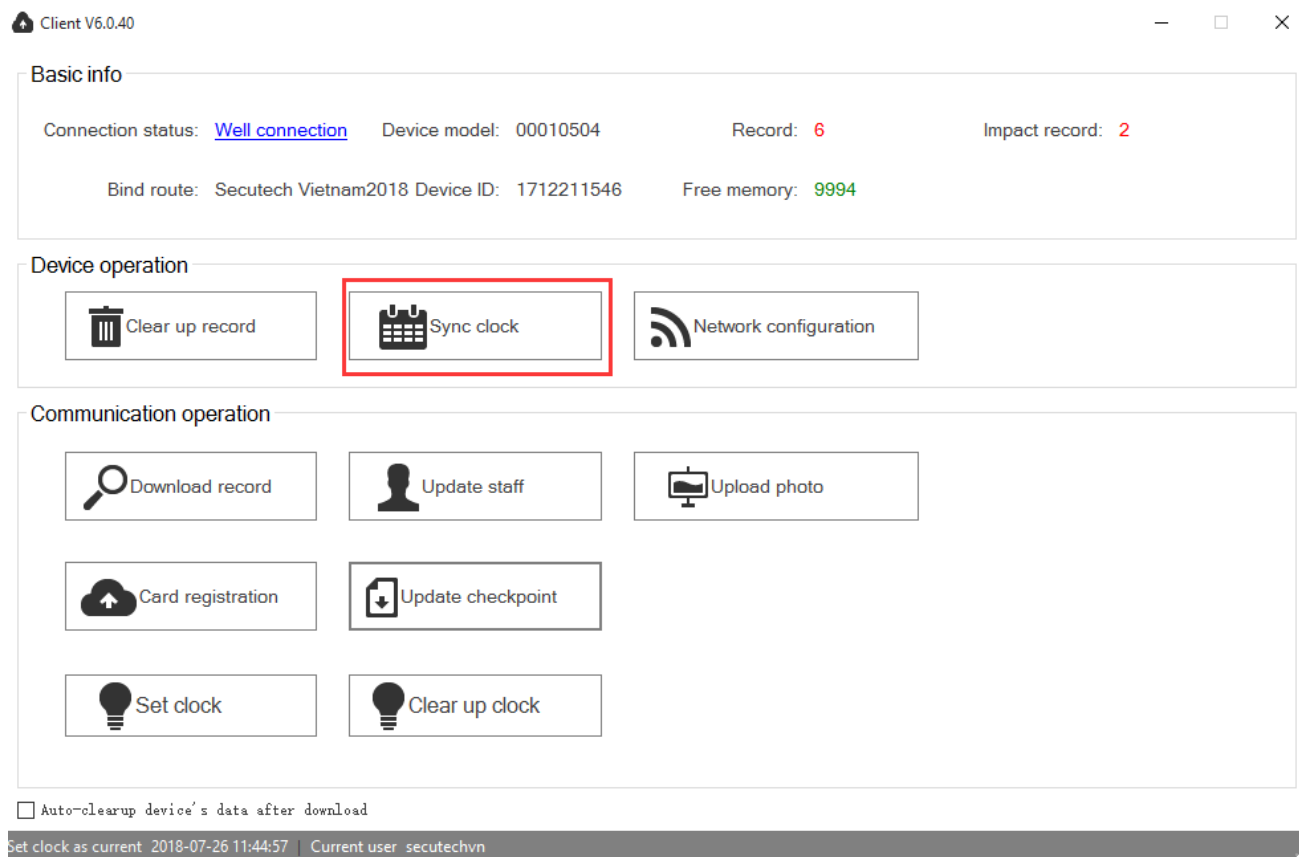 Client V6.0.40
Basic info
Connection status: Well connection Device model: 00010504 Record: 6 Impact record: 2
Bind route: Secutech Vietnam2018 Device ID: 1712211546 Free memory: 9994
Device operation
Clear up record Sync clock Network configuration
Communication operation
Download record Update staff Upload photo
Card registration Update checkpoint
Set clock Clear up clock
Auto-clearup device's data after download
Set clock as current 2018-07-26 11:44:57 | Current user secutechvn